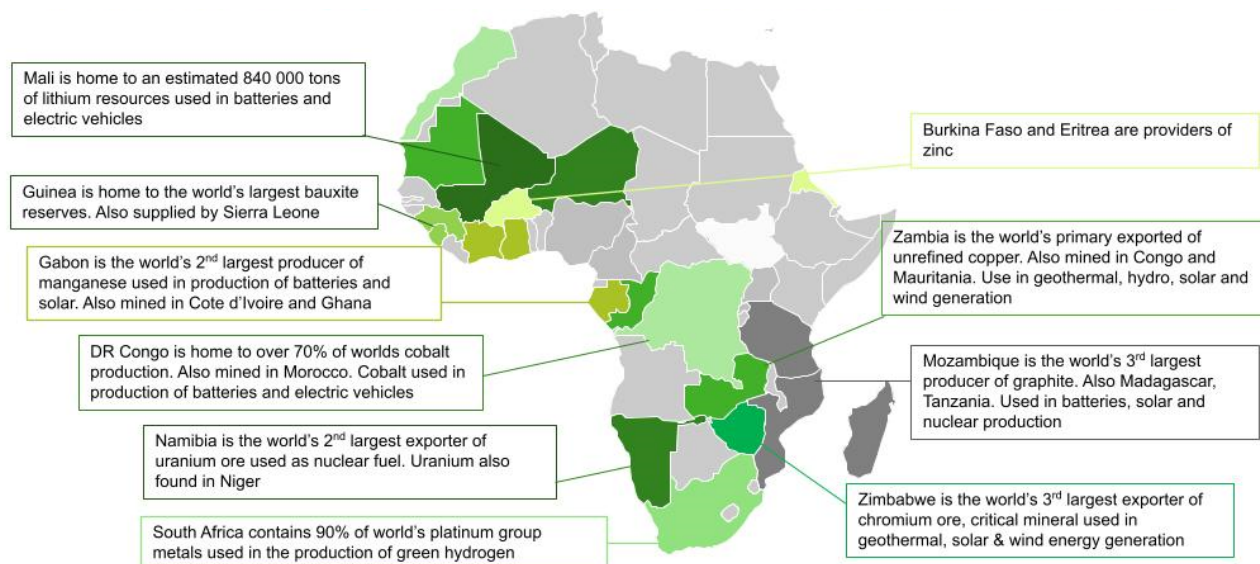 Mali is home to an estimated 840 000 tons
of lithium resources used in batteries and
electric vehicles
Burkina Faso and Eritrea are providers of
zinc
Guinea is home to the world's largest bauxite
reserves. Also supplied by Sierra Leone
Gabon is the world's 2nd largest producer of
manganese used in production of batteries and
solar. Also mined in Cote d'Ivoire and Ghana
Zambia is the world's primary exported of
unrefined copper. Also mined in Congo and
Mauritania. Use in geothermal, hydro, solar and
wind generation
DR Congo is home to over 70% of worlds cobalt
production. Also mined in Morocco. Cobalt used in
production of batteries and electric vehicles
Mozambique is the world's 3rd largest
producer of graphite. Also Madagascar,
Tanzania. Used in batteries, solar and
nuclear production
Namibia is the world's 2nd largest exporter of
uranium ore used as nuclear fuel. Uranium also
found in Niger
Zimbabwe is the world's 3rd largest exporter of
chromium ore, critical mineral used in
geothermal, solar & wind energy generation
South Africa contains 90% of world's platinum group
metals used in the production of green hydrogen